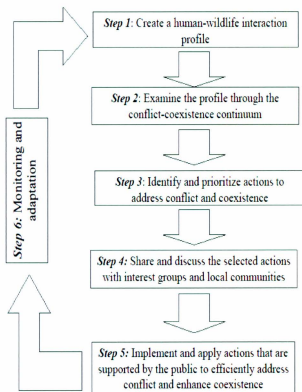 Step 1: Create a human-wildlife interaction
profile
Step 2: Examine the profile through the
conflict-coexistence continuum
Step 3: Identify and prioritize actions to
address conflict and coexistence
Step 4: Share and discuss the selected actions
with interest groups and local communities
Step 5: Implement and apply actions that are
supported by the public to efficiently address
conflict and enhance coexistence
Step 6: Monitoring and
adaptation